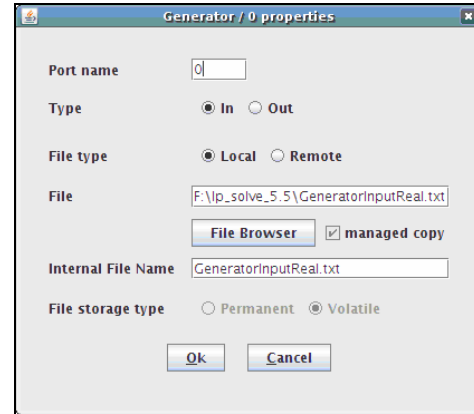 Generator / 0 properties
Port name 0
Type In Out
File type Local Remote
File F:\lp_solve_5.5\GeneratorInputReal.txt
File Browser managed copy
Internal File Name GeneratorInputReal.txt
File storage type Permanent Volatile
Ok Cancel